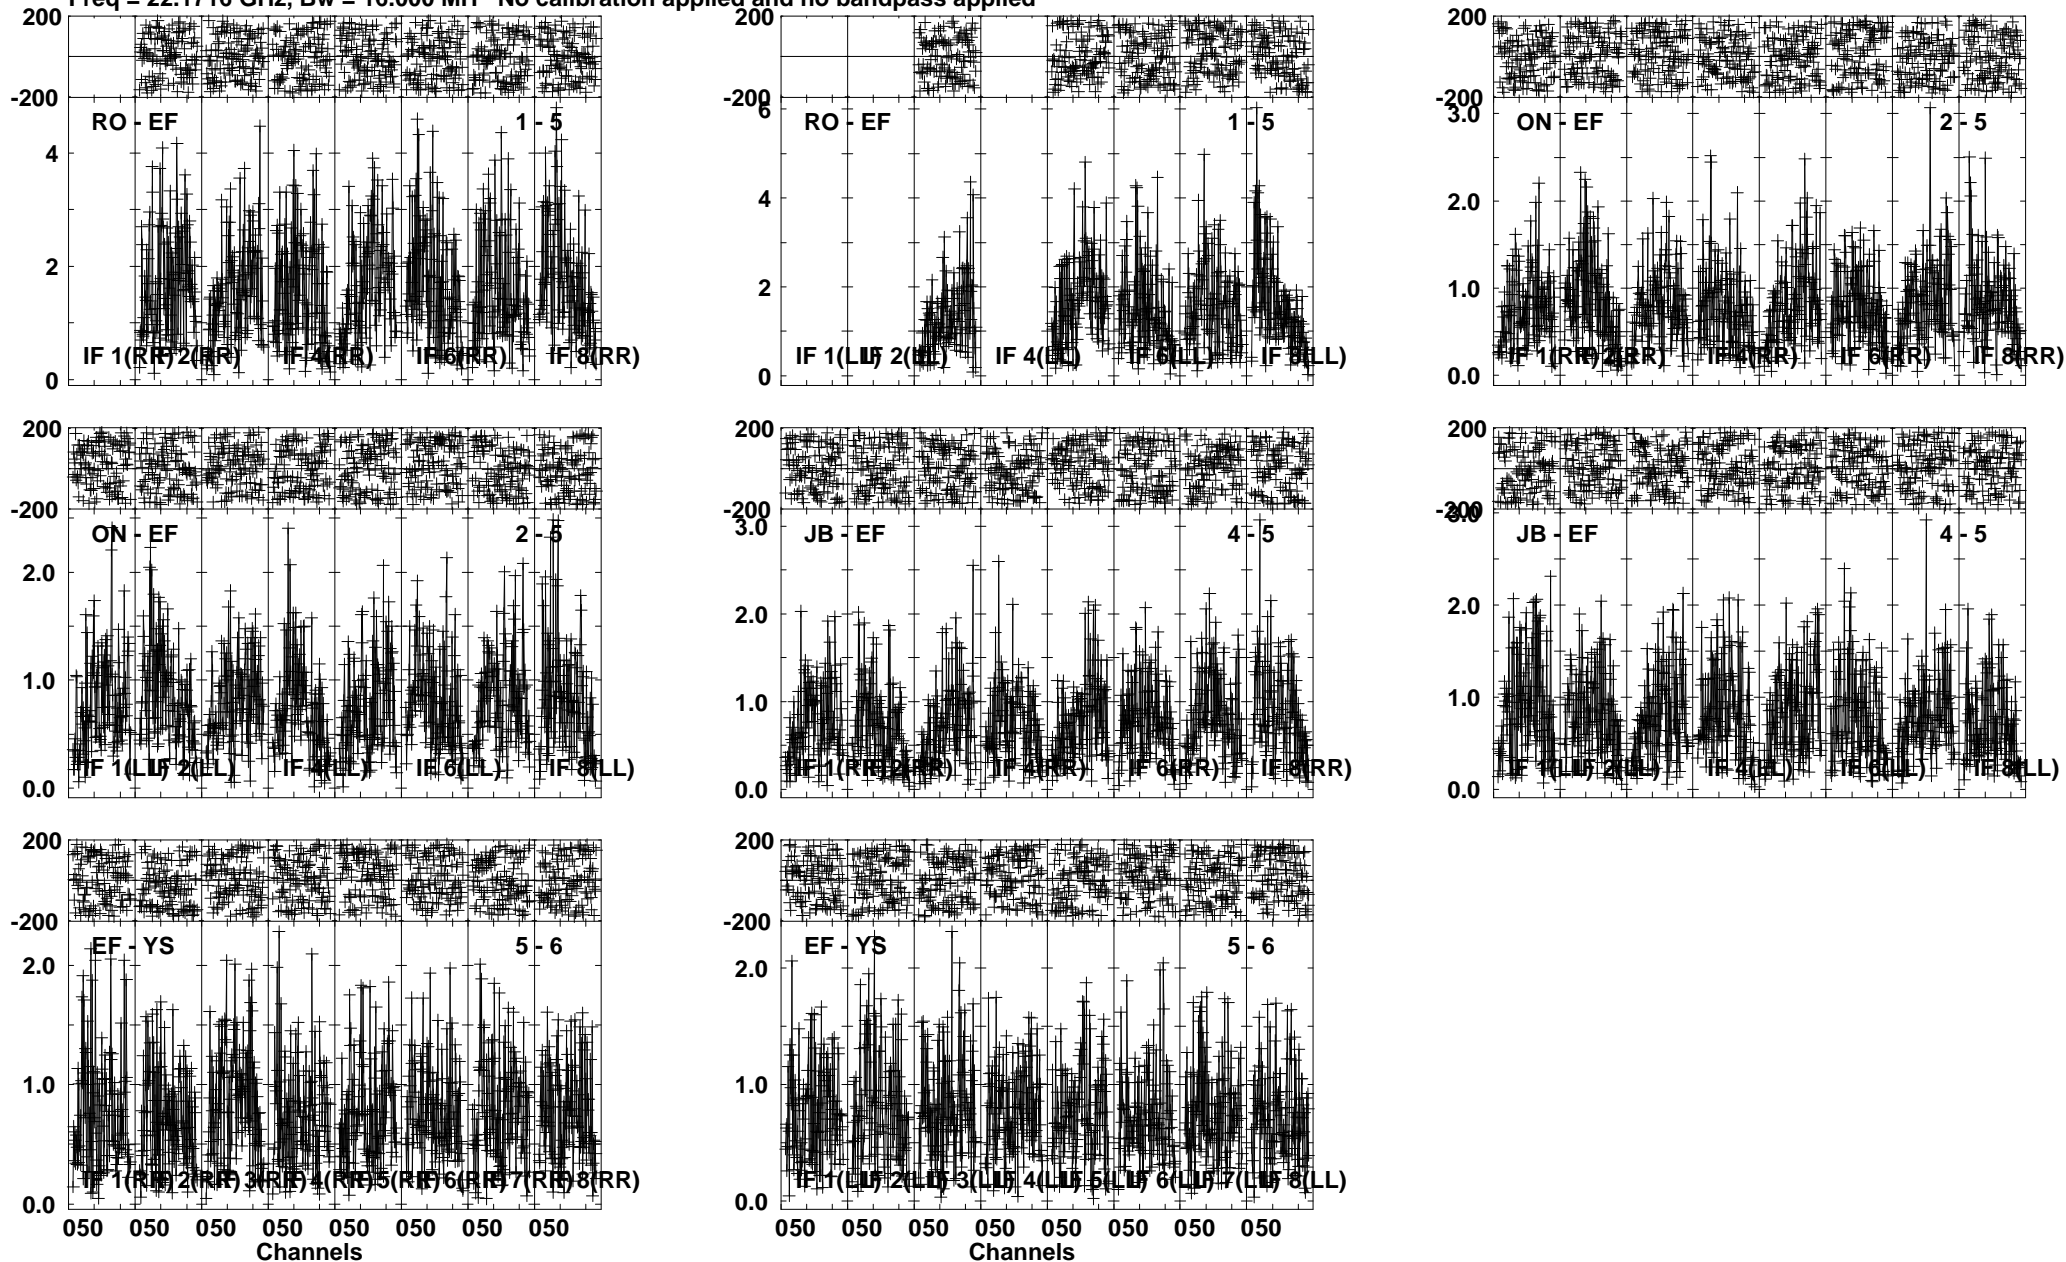 Freq = 22.1716 GHz, Bw = 16.000 MH No calibration applied and no bandpass applied
200 200 200
-200 -200 -200
RO - EF 1 - 5
4
2
0
IF 1(RR) 2(RR) IF 4(RR) IF 6(RR) IF 8(RR)
RO - EF 1 - 5
6
4
2
0
IF 1(LL) IF 2(LL) IF 4(LL) IF 6(LL) IF 8(LL)
ON - EF 2 - 5
3.0
2.0
1.0
0.0
IF 1(RR) 2(RR) IF 4(RR) IF 6(RR) IF 8(RR)
200 200 200
-200 -200 -200
ON - EF 2 - 5
2.0
1.0
0.0
IF 1(LL) IF 2(LL) IF 4(LL) IF 6(LL) IF 8(LL)
JB - EF 4 - 5
3.0
2.0
1.0
0.0
IF 1(RR) 2(RR) IF 4(RR) IF 6(RR) IF 8(RR)
JB - EF 4 - 5
3.0
2.0
1.0
0.0
IF 1(LL) IF 2(LL) IF 4(LL) IF 6(LL) IF 8(LL)
200 200
-200 -200
EF - YS 5 - 6
2.0
1.0
0.0
IF 1(RR) 2(RR) 3(RR) 4(RR) 5(RR) 6(RR) 7(RR) 8(RR)
050 050 050 050 050 050 050 050
Channels
EF - YS 5 - 6
2.0
1.0
0.0
IF 1(LL) IF 2(LL) 3(LL) 4(LL) 5(LL) IF 6(LL) 7(LL) 8(LL)
050 050 050 050 050 050 050 050
Channels